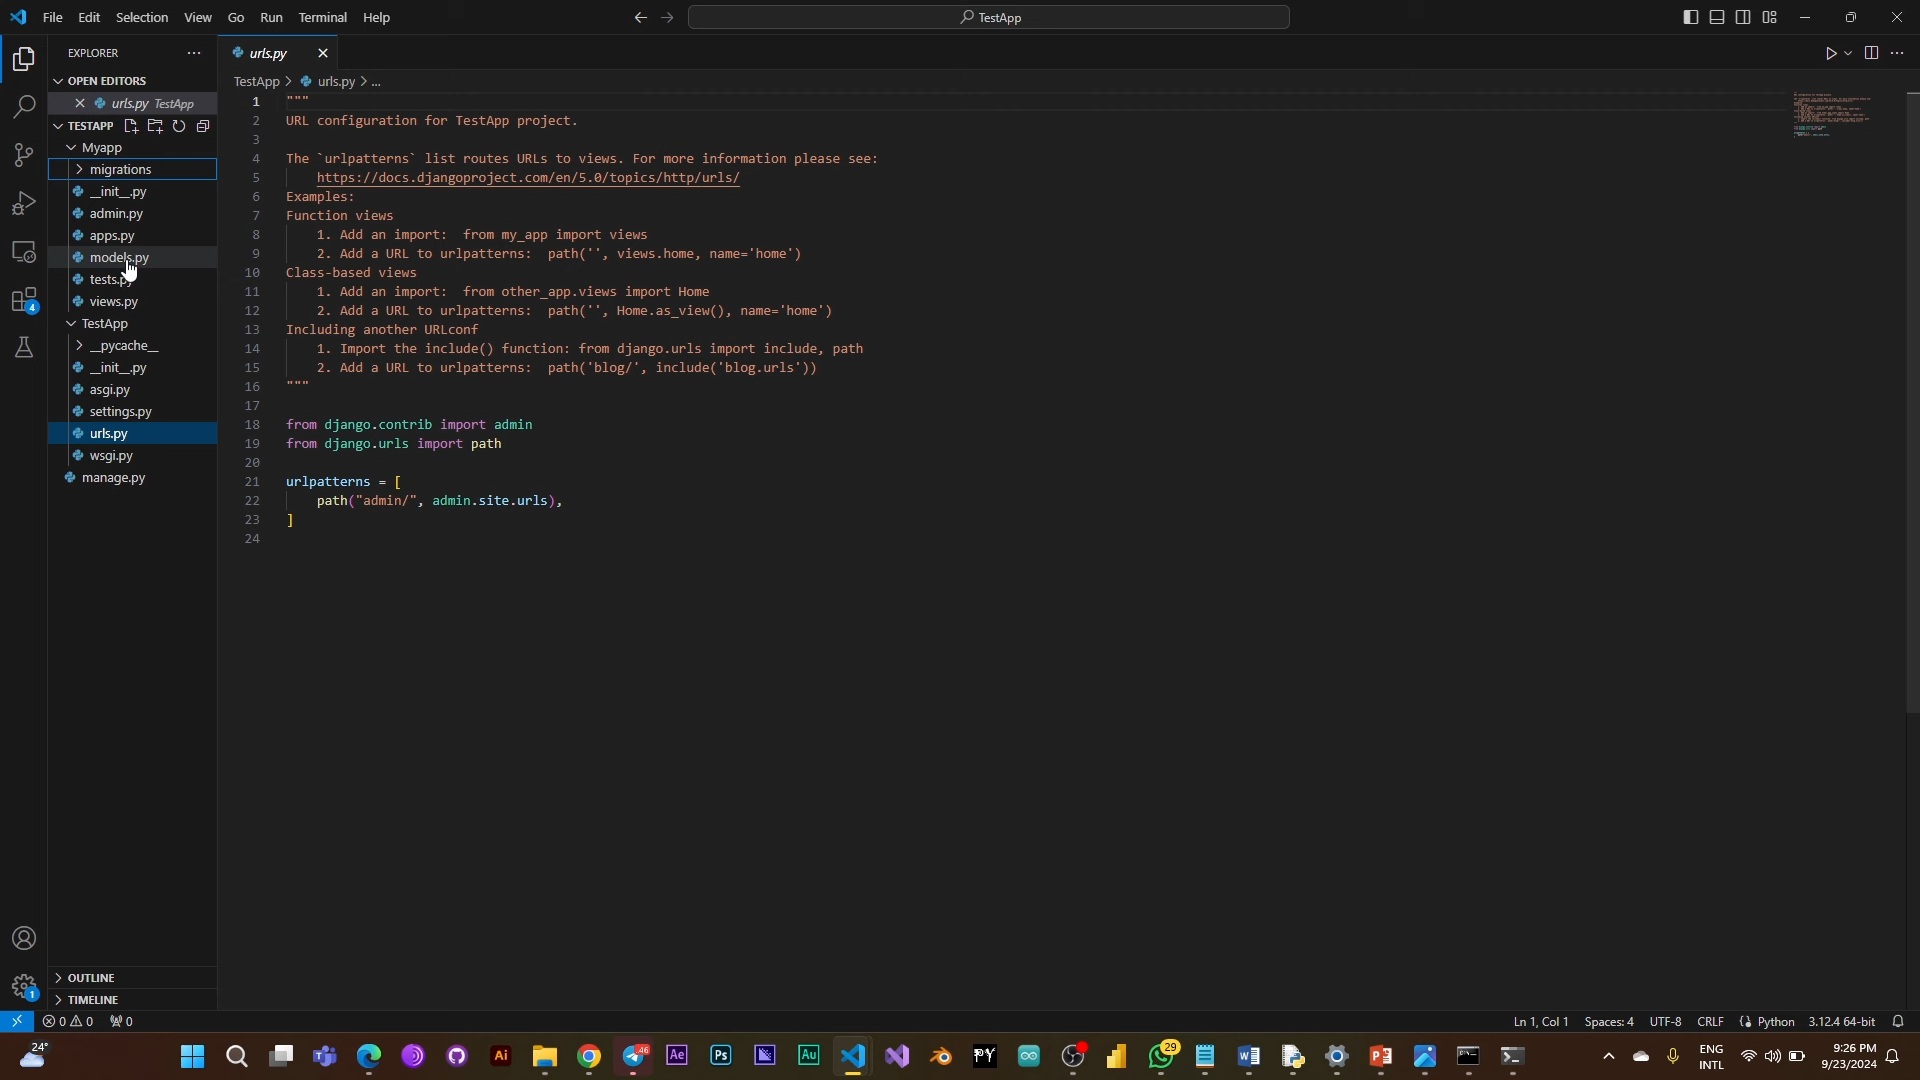 File Edit Selection View Go Run Terminal Help
TestApp
EXPLORER
OPEN EDITORS
urls.py TestApp
TESTAPP
Myapp
migrations
__init__.py
admin.py
apps.py
models.py
tests.py
views.py
TestApp
__pycache__
__init__.py
asgi.py
settings.py
urls.py
wsgi.py
manage.py
OUTLINE
TIMELINE
4
1
urls.py
TestApp > urls.py > ...
1 """
2 URL configuration for TestApp project.
3
4 The `urlpatterns` list routes URLs to views. For more information please see:
5 https://docs.djangoproject.com/en/5.0/topics/http/urls/
6 Examples:
7 Function views
8 1. Add an import:  from my_app import views
9 2. Add a URL to urlpatterns:  path('', views.home, name='home')
10 Class-based views
11 1. Add an import:  from other_app.views import Home
12 2. Add a URL to urlpatterns:  path('', Home.as_view(), name='home')
13 Including another URLconf
14 1. Import the include() function: from django.urls import include, path
15 2. Add a URL to urlpatterns:  path('blog/', include('blog.urls'))
16 """
17
18 from django.contrib import admin
19 from django.urls import path
20
21 urlpatterns = [
22 path("admin/", admin.site.urls),
23 ]
24
0 0 0
Ln 1, Col 1 Spaces: 4 UTF-8 CRLF Python 3.12.4 64-bit
24°
Ai
46
Ae
Ps
Au
29
ENG
INTL
9:26 PM
9/23/2024